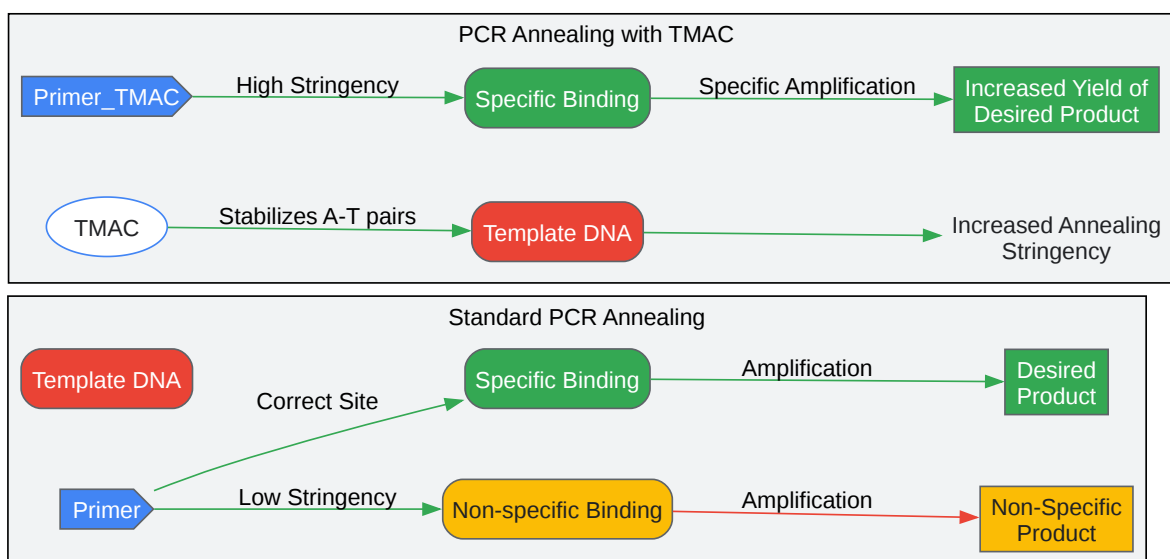 PCR Annealing with TMAC
Primer_TMAC
High Stringency
Specific Binding
Specific Amplification
Increased Yield of
Desired Product
TMAC
Stabilizes A-T pairs
Template DNA
Increased Annealing
Stringency
Standard PCR Annealing
Template DNA
Correct Site
Specific Binding
Amplification
Desired
Product
Primer
Low Stringency
Non-specific Binding
Amplification
Non-Specific
Product